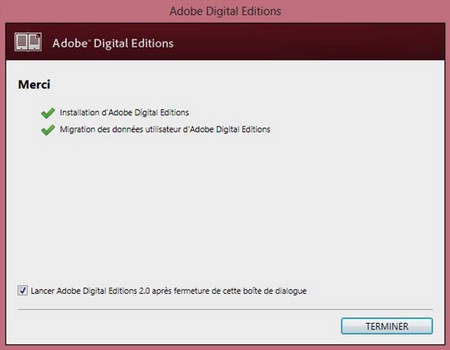 Adobe Digital Editions
Adobe® Digital Editions
Merci
Installation d'Adobe Digital Editions
Migration des données utilisateur d'Adobe Digital Editions
Lancer Adobe Digital Editions 2.0 après fermeture de cette boîte de dialogue
TERMINER